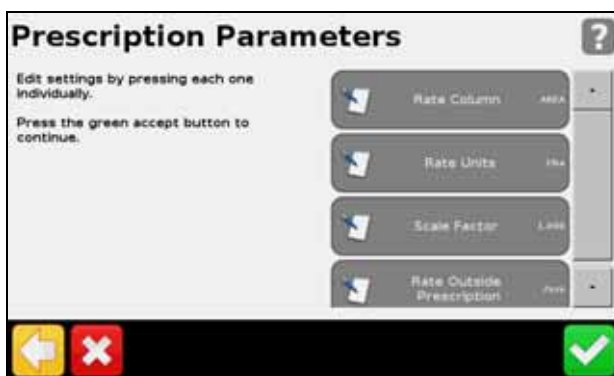 Prescription Parameters
?
Edit settings by pressing each one
individually.
Press the green accept button to
continue.
Rate Column AREA
Rate Units
Scale Factor
Rate Outside
Prescription